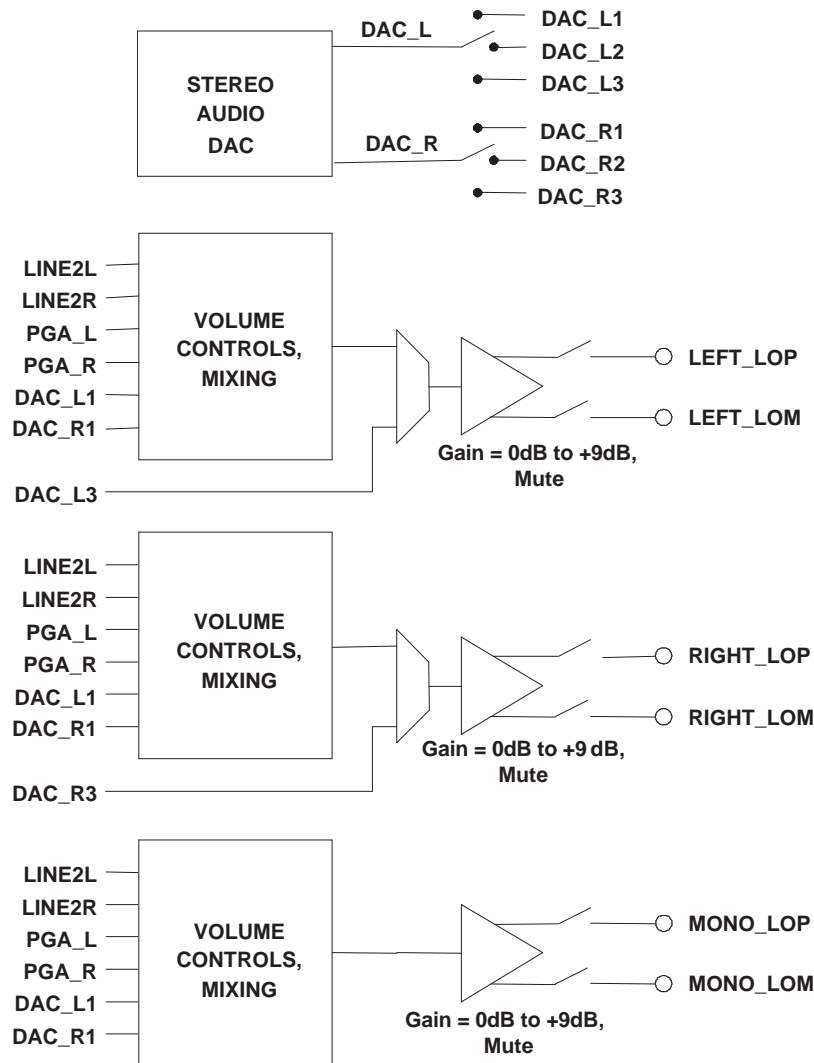 DAC_L
DAC_L1
DAC_L2
DAC_L3
STEREO
AUDIO
DAC
DAC_R
DAC_R1
DAC_R2
DAC_R3
LINE2L
LINE2R
PGA_L
PGA_R
DAC_L1
DAC_R1
VOLUME
CONTROLS,
MIXING
LEFT_LOP
LEFT_LOM
Gain = 0dB to +9dB,
Mute
DAC_L3
LINE2L
LINE2R
PGA_L
PGA_R
DAC_L1
DAC_R1
VOLUME
CONTROLS,
MIXING
RIGHT_LOP
RIGHT_LOM
Gain = 0dB to +9 dB,
Mute
DAC_R3
LINE2L
LINE2R
PGA_L
PGA_R
DAC_L1
DAC_R1
VOLUME
CONTROLS,
MIXING
MONO_LOP
MONO_LOM
Gain = 0dB to +9dB,
Mute